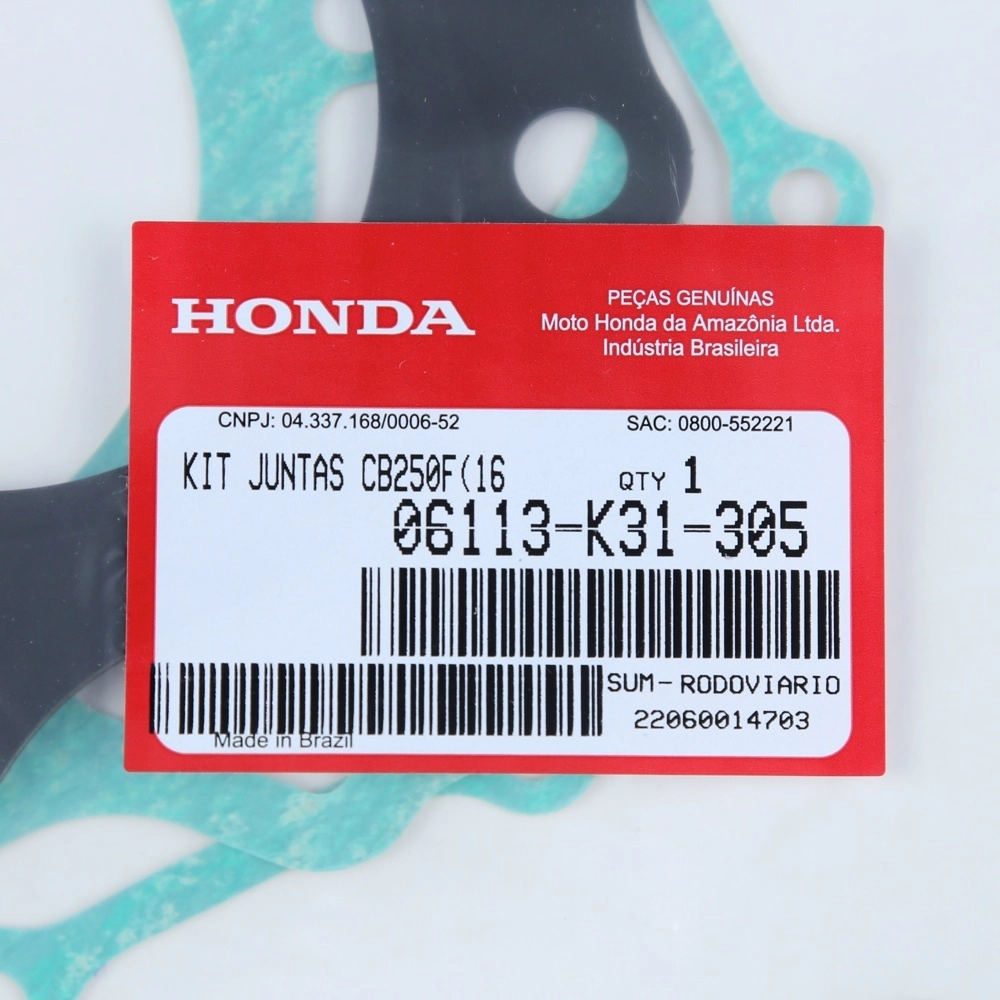 HONDA
PEÇAS GENUÍNAS
Moto Honda da Amazônia Ltda.
Indústria Brasileira
CNPJ: 04.337.168/0006-52
SAC: 0800-552221
KIT JUNTAS CB250F(16
QTY 1
06113-K31-305
SUM-RODOVIARIO
22060014703
Made in Brazil